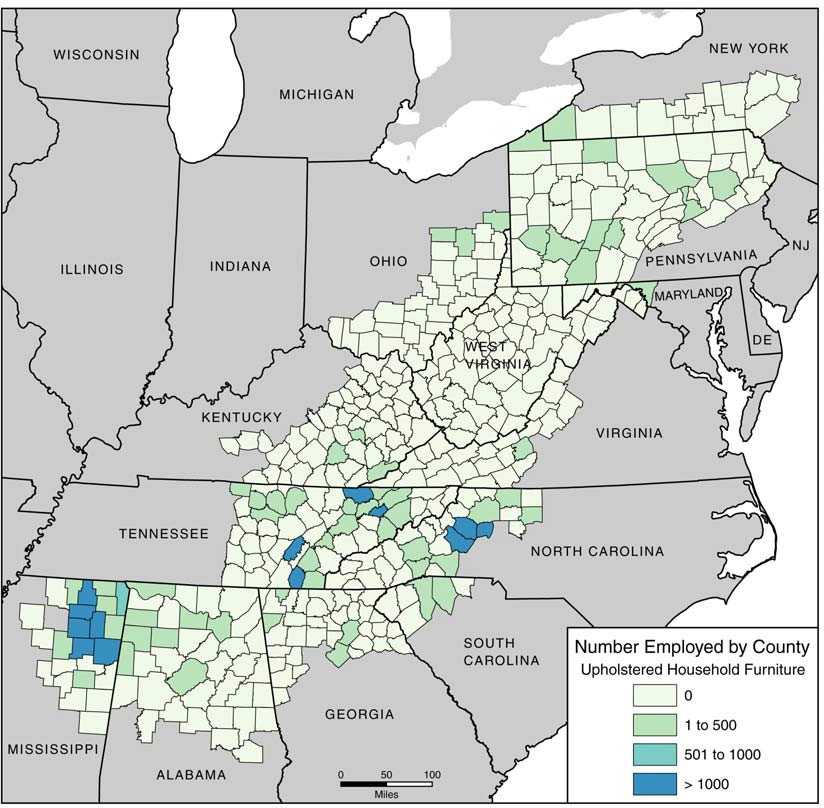 WISCONSIN
NEW YORK
MICHIGAN
ILLINOIS
INDIANA
OHIO
PENNSYLVANIA
NJ
MARYLAND
DE
WEST
VIRGINIA
KENTUCKY
VIRGINIA
TENNESSEE
NORTH CAROLINA
SOUTH
CAROLINA
GEORGIA
MISSISSIPPI
ALABAMA
0 50 100
Miles
Number Employed by County
Upholstered Household Furniture
0
1 to 500
501 to 1000
> 1000